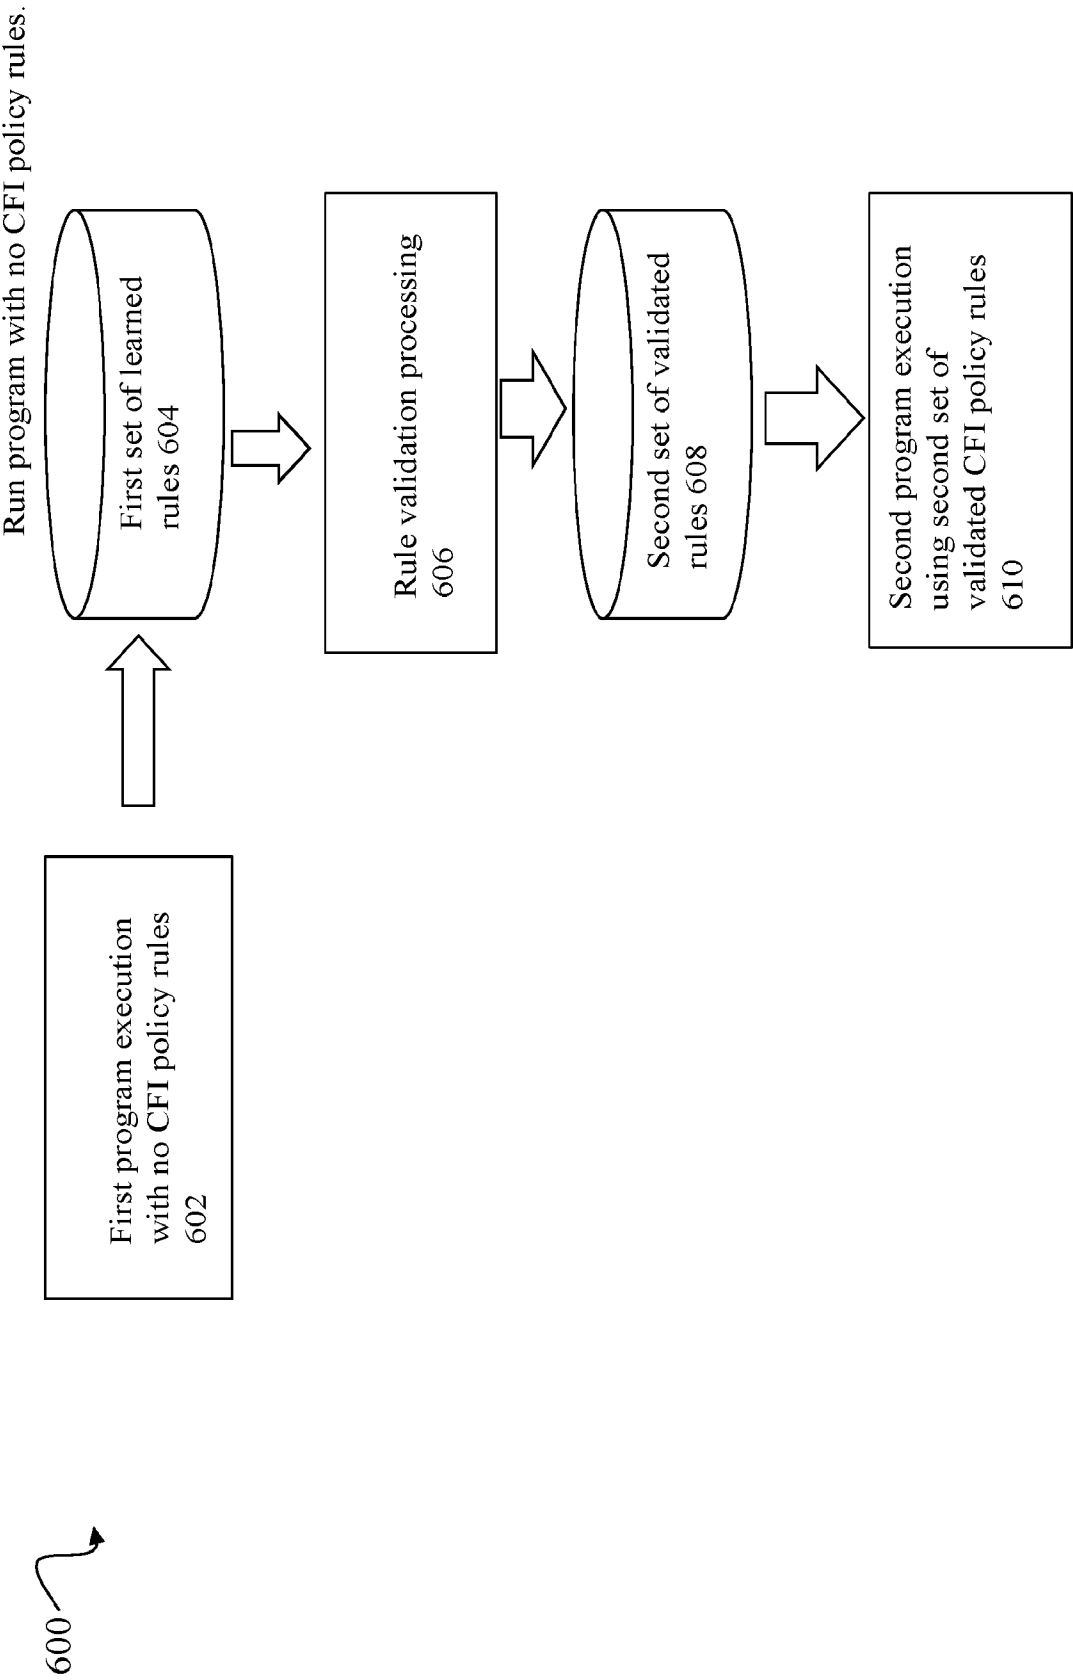 Run program with no CFI policy rules.
600
First program execution
with no CFI policy rules
602
First set of learned
rules 604
Rule validation processing
606
Second set of validated
rules 608
Second program execution
using second set of
validated CFI policy rules
610